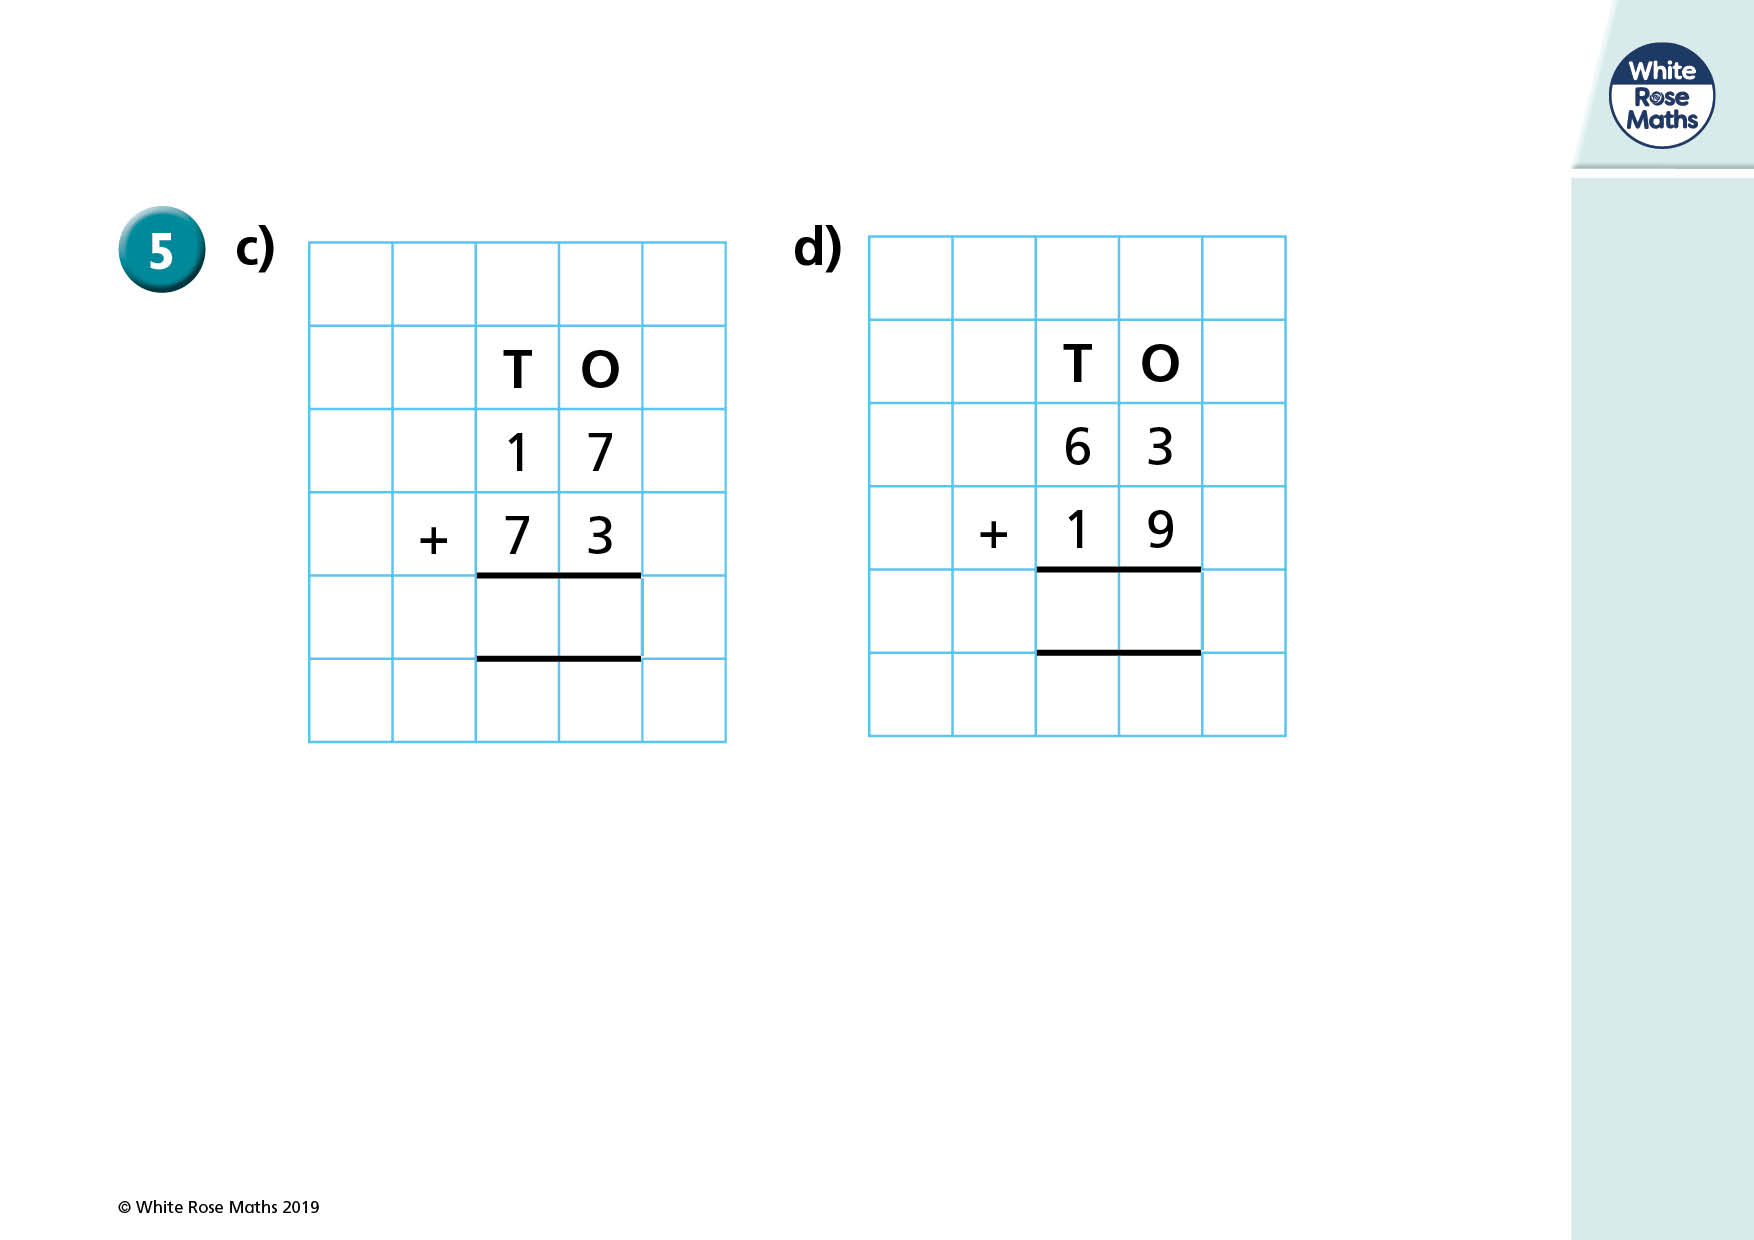 White
Rose
Maths
5 c)
T O
1 7
+ 7 3
d)
T O
6 3
+ 1 9
© White Rose Maths 2019